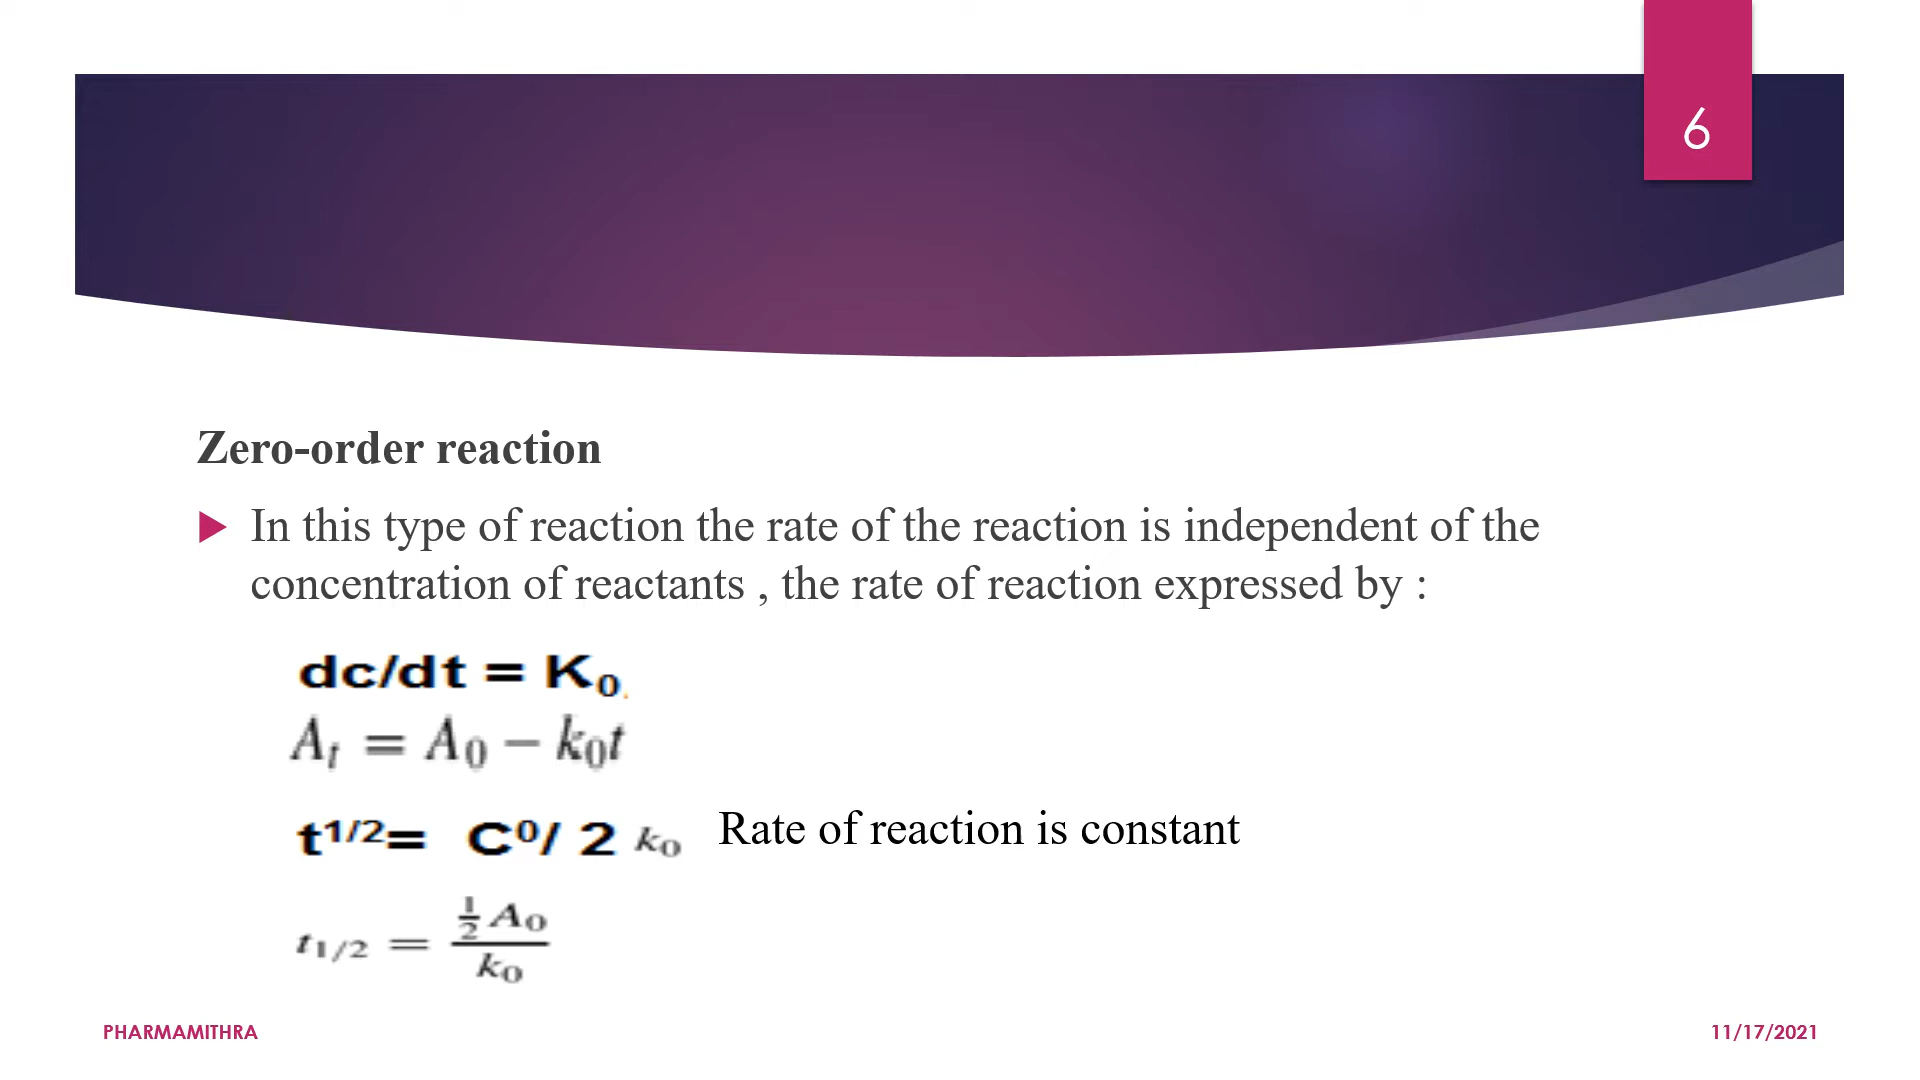 6
Zero-order reaction
In this type of reaction the rate of the reaction is independent of the
concentration of reactants , the rate of reaction expressed by :
dc/dt = K₀.
Aₜ = A₀ − k₀t
t¹/²= C⁰/ 2 k₀ Rate of reaction is constant
t₁/₂ = ½ A₀ / k₀
PHARMAMITHRA 11/17/2021